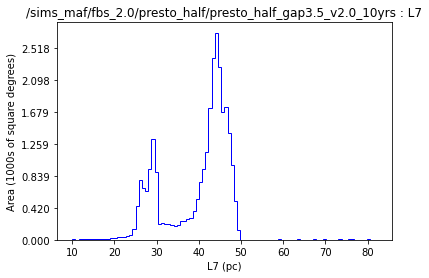 /sims_maf/fbs_2.0/presto_half/presto_half_gap3.5_v2.0_10yrs : L7
2.518
2.098
1.679
1.259
0.839
0.420
0.000
Area (1000s of square degrees)
10 20 30 40 50 60 70 80
L7 (pc)